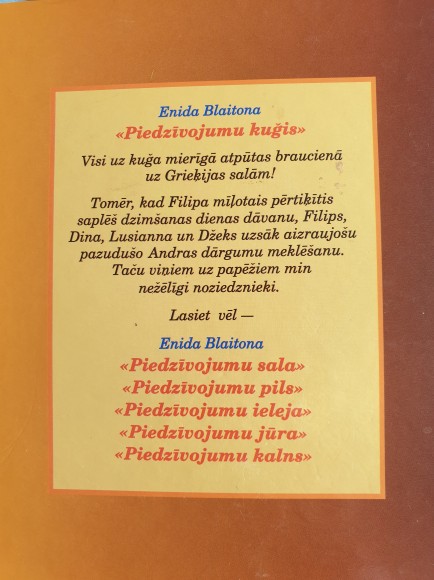 Enida Blaitona
«Piedzīvojumu kuģis»
Visi uz kuģa mierīgā atpūtas braucienā
uz Grieķijas salām!
Tomēr, kad Filipa mīļotais pērtiķītis
saplēš dzimšanas dienas dāvanu, Filips,
Dina, Lusianna un Džeks uzsāk aizraujošu
pazudušo Andras dārgumu meklēšanu.
Taču viņiem uz papēžiem min
nežēlīgi noziedznieki.
Lasiet vēl —
Enida Blaitona
«Piedzīvojumu sala»
«Piedzīvojumu pils»
«Piedzīvojumu ieleja»
«Piedzīvojumu jūra»
«Piedzīvojumu kalns»